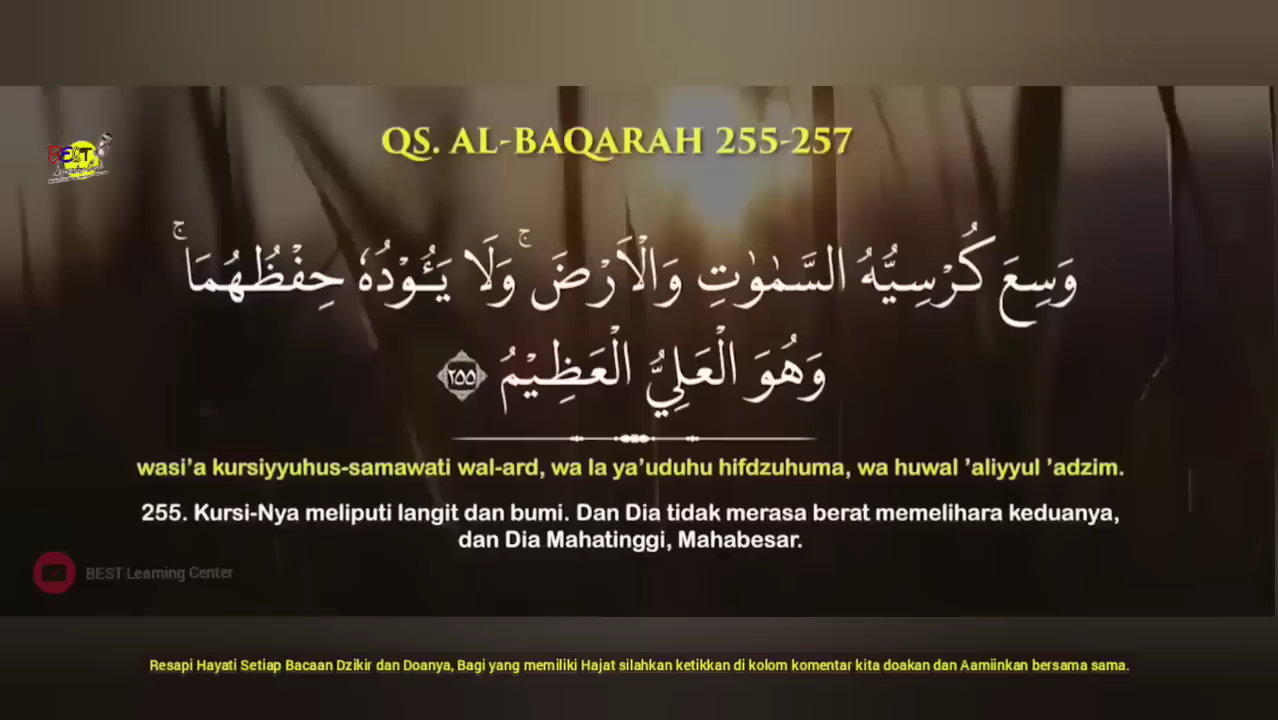 BEST
QS. AL-BAQARAH 255-257
وَسِعَ كُرْسِيُّهُ السَّمٰوٰتِ وَالْاَرْضَ ۚ وَلَا يَـُٔوْدُهٗ حِفْظُهُمَا ۚ
وَهُوَ الْعَلِيُّ الْعَظِيْمُ ٢٥٥
wasi’a kursiyyuhus-samawati wal-ard, wa la ya’uduhu hifdzuhuma, wa huwal ’aliyyul ’adzim.
255. Kursi-Nya meliputi langit dan bumi. Dan Dia tidak merasa berat memelihara keduanya,
dan Dia Mahatinggi, Mahabesar.
BEST Learning Center
Resapi Hayati Setiap Bacaan Dzikir dan Doanya, Bagi yang memiliki Hajat silahkan ketikkan di kolom komentar kita doakan dan Aamiinkan bersama sama.